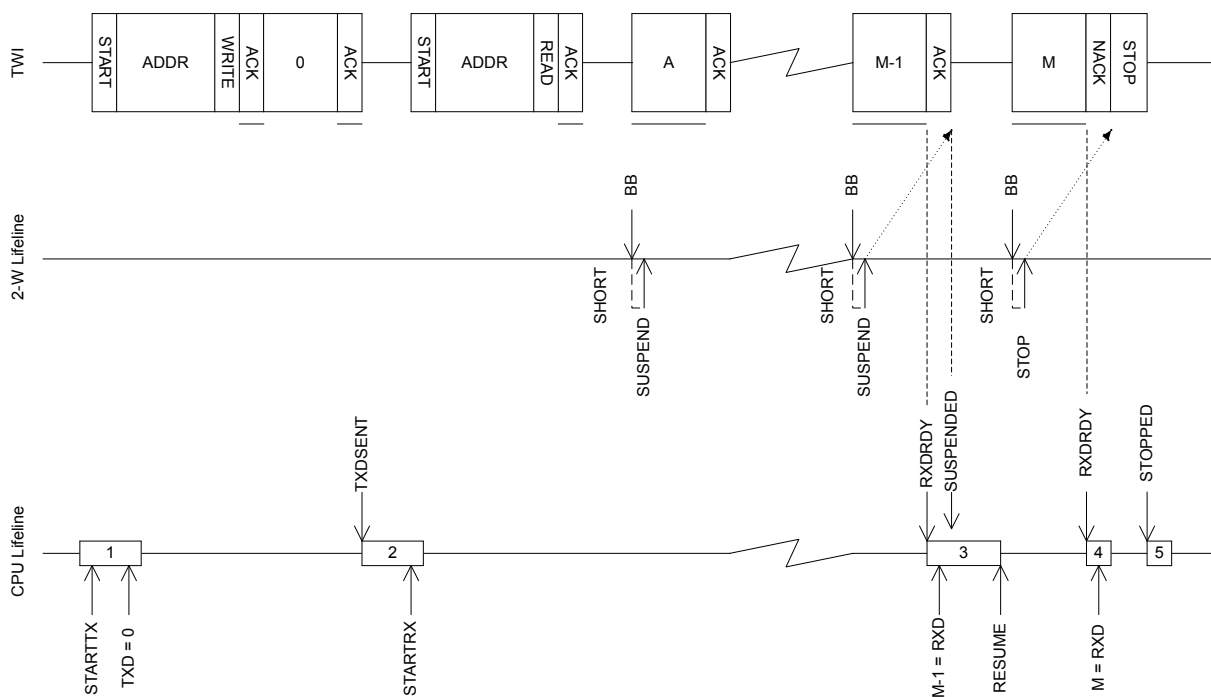 TWI
START
ADDR
WRITE
ACK
0
ACK
START
ADDR
READ
ACK
A
ACK
M-1
ACK
M
NACK
STOP
2-W Lifeline
BB
SHORT
SUSPEND
BB
SHORT
SUSPEND
BB
SHORT
STOP
CPU Lifeline
TXDSENT
RXDRDY
SUSPENDED
RXDRDY
STOPPED
1
2
3
4
5
STARTTX
TXD = 0
STARTRX
M-1 = RXD
RESUME
M = RXD